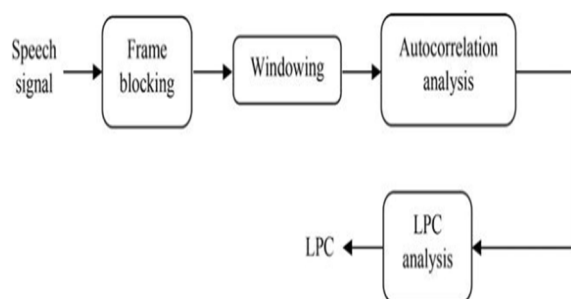 Speech
signal
Frame
blocking
Windowing
Autocorrelation
analysis
LPC
analysis
LPC